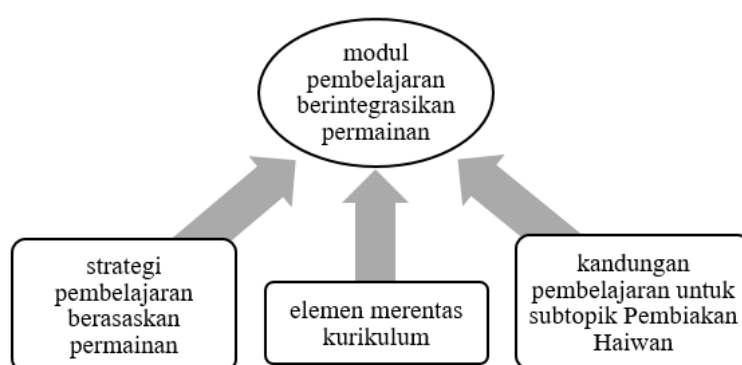 modul
pembelajaran
berintegrasikan
permainan
strategi
pembelajaran
berasaskan
permainan
elemen merentas
kurikulum
kandungan
pembelajaran untuk
subtopik Pembiakan
Haiwan